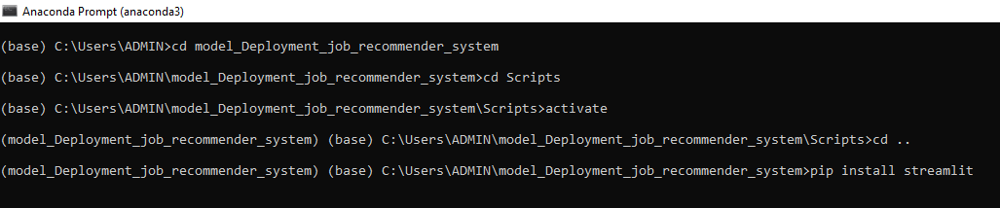 Anaconda Prompt (anaconda3)
(base) C:\Users\ADMIN>cd model_Deployment_job_recommender_system
(base) C:\Users\ADMIN\model_Deployment_job_recommender_system>cd Scripts
(base) C:\Users\ADMIN\model_Deployment_job_recommender_system\Scripts>activate
(model_Deployment_job_recommender_system) (base) C:\Users\ADMIN\model_Deployment_job_recommender_system\Scripts>cd ..
(model_Deployment_job_recommender_system) (base) C:\Users\ADMIN\model_Deployment_job_recommender_system>pip install streamlit